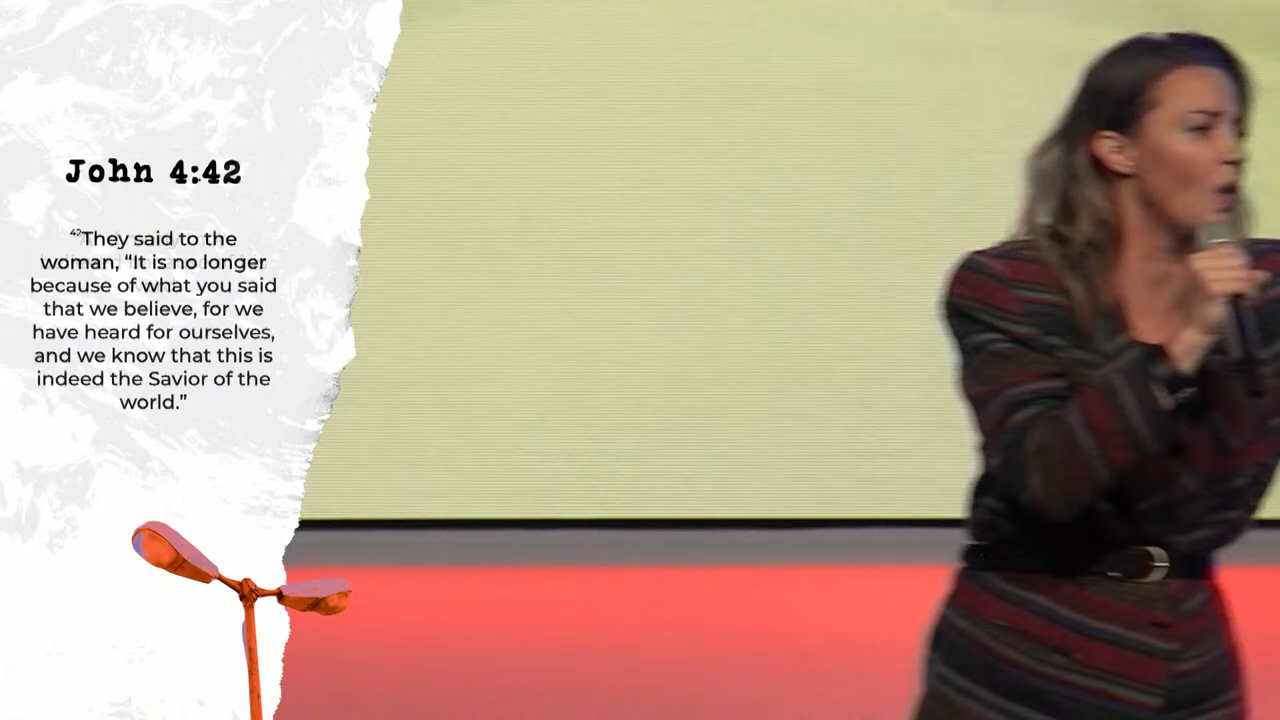 John 4:42
42They said to the
woman, “It is no longer
because of what you said
that we believe, for we
have heard for ourselves,
and we know that this is
indeed the Savior of the
world.”